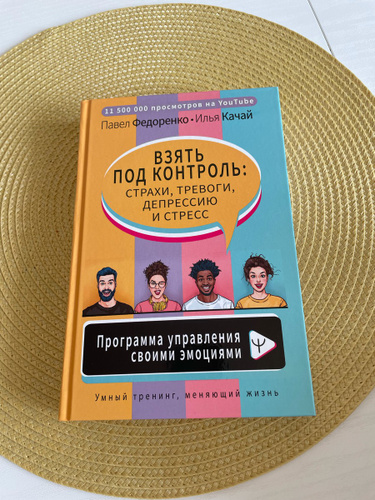 11 500 000 просмотров на YouTube
Павел Федоренко • Илья Качай
ВЗЯТЬ
ПОД КОНТРОЛЬ:
СТРАХИ, ТРЕВОГИ,
ДЕПРЕССИЮ
И СТРЕСС
Программа управления
своими эмоциями
Ψ
Умный тренинг, меняющий жизнь